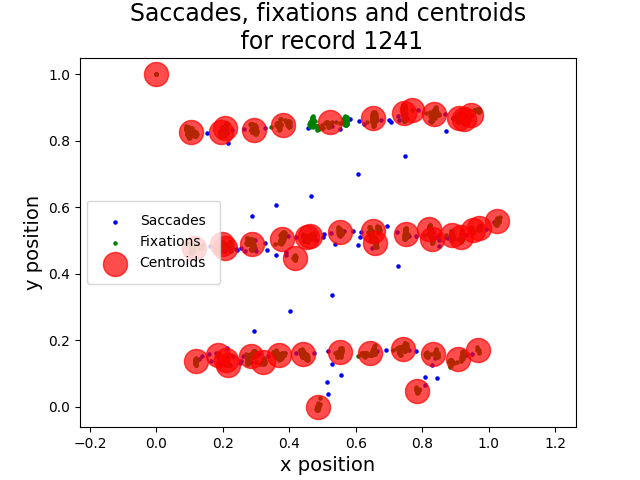 Saccades, fixations and centroids
for record 1241
1.0
0.8
0.6
0.4
0.2
0.0
y position
Saccades
Fixations
Centroids
−0.2
0.0
0.2
0.4
0.6
0.8
1.0
1.2
x position